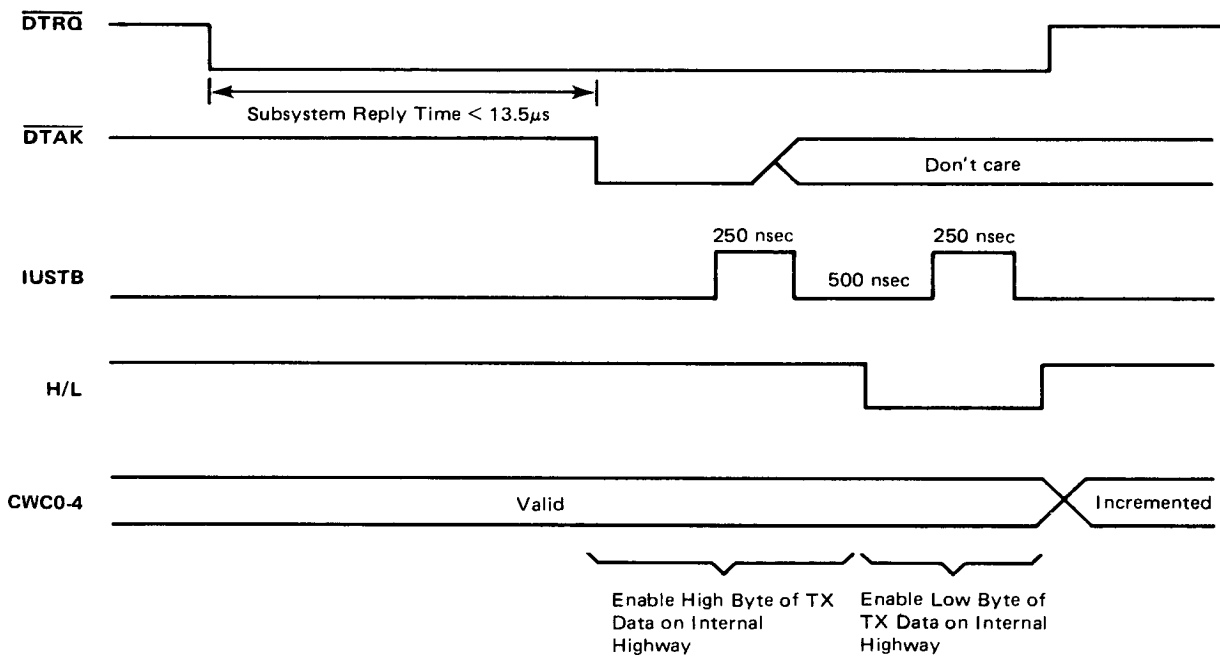 DTRQ
Subsystem Reply Time < 13.5μs
DTAK
Don't care
250 nsec
250 nsec
IUSTB
500 nsec
H/L
CWC0-4
Valid
Incremented
Enable High Byte of TX
Data on Internal
Highway
Enable Low Byte of
TX Data on Internal
Highway